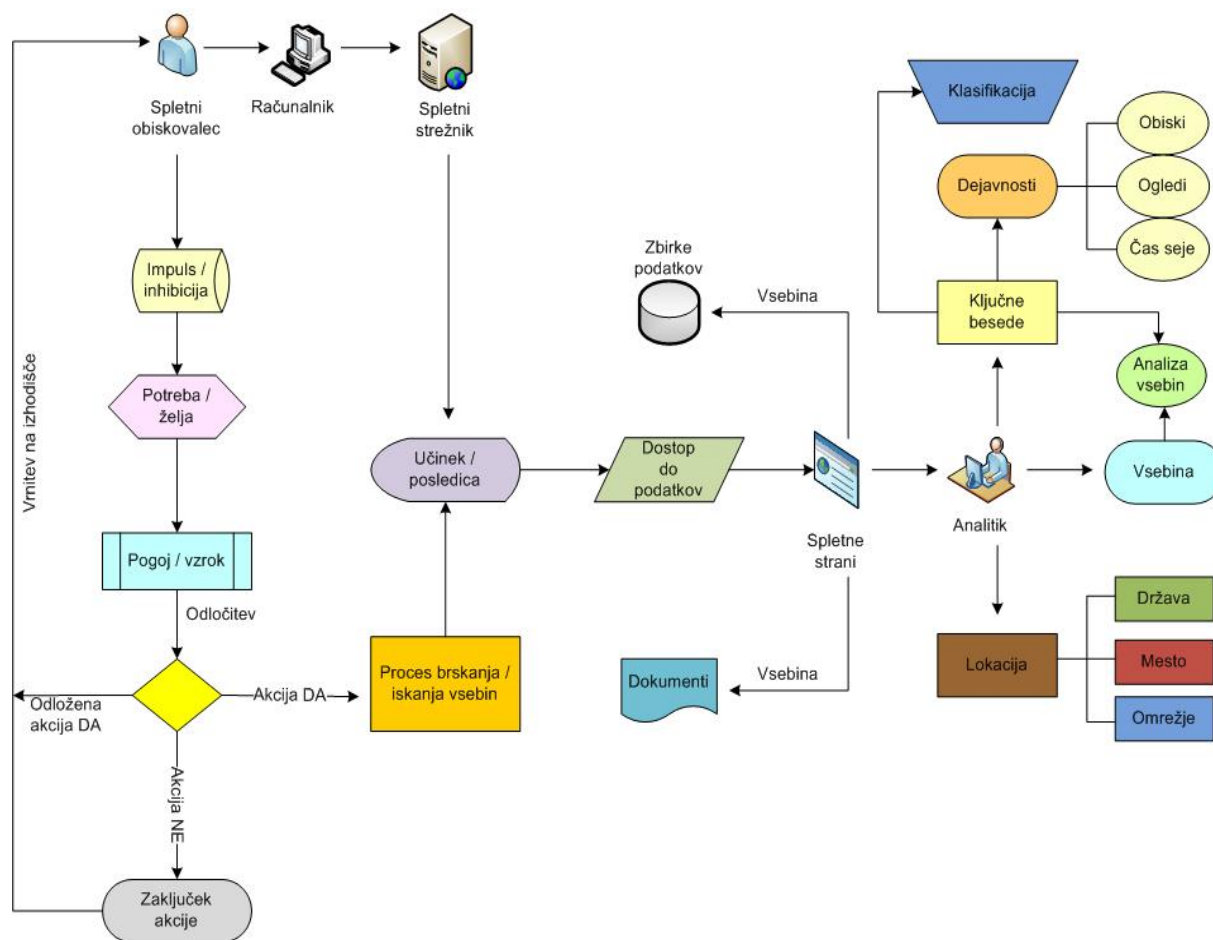 Spletni
obiskovalec
Računalnik
Spletni
strežnik
Klasifikacija
Obiski
Dejavnosti
Ogledi
Čas seje
Impuls /
inhibicija
Zbirke
podatkov
Vsebina
Ključne
besede
Analiza
vsebin
Vrnitev na izhodišče
Potreba /
želja
Učinek /
posledica
Dostop
do
podatkov
Vsebina
Analitik
Spletne
strani
Pogoj / vzrok
Odločitev
Država
Proces brskanja /
iskanja vsebin
Lokacija
Mesto
Dokumenti
Vsebina
Akcija DA
Odložena
akcija DA
Omrežje
Akcija NE
Zaključek
akcije